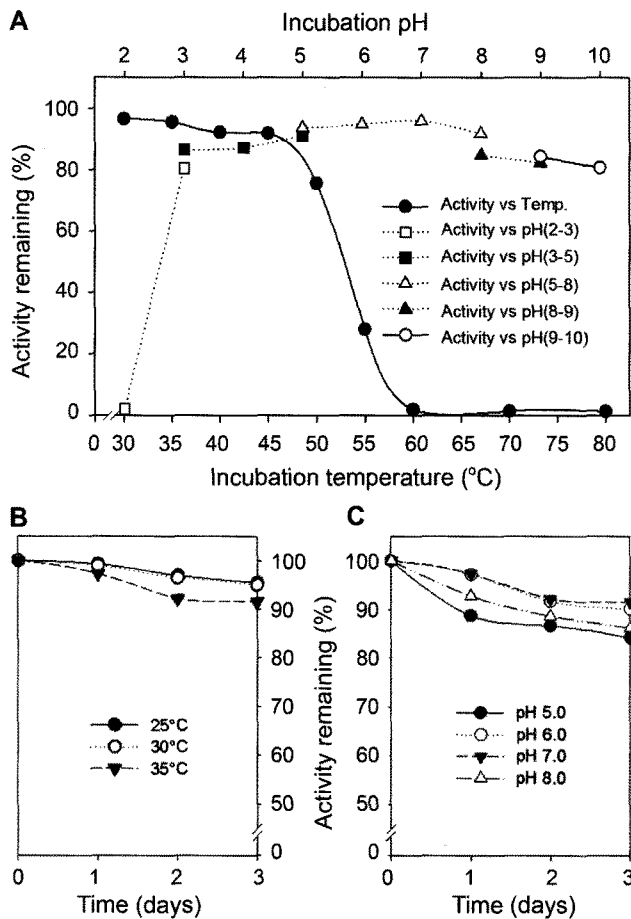 A
Incubation pH
2 3 4 5 6 7 8 9 10
Activity remaining (%)
100
80
60
40
20
0
Activity vs Temp.
Activity vs pH(2-3)
Activity vs pH(3-5)
Activity vs pH(5-8)
Activity vs pH(8-9)
Activity vs pH(9-10)
0 30 35 40 45 50 55 60 65 70 75 80
Incubation temperature (°C)
B
100
90
80
70
60
50
0
Activity remaining (%)
25°C
30°C
35°C
0 1 2 3
Time (days)
C
100
90
80
70
60
50
0
pH 5.0
pH 6.0
pH 7.0
pH 8.0
0 1 2 3
Time (days)